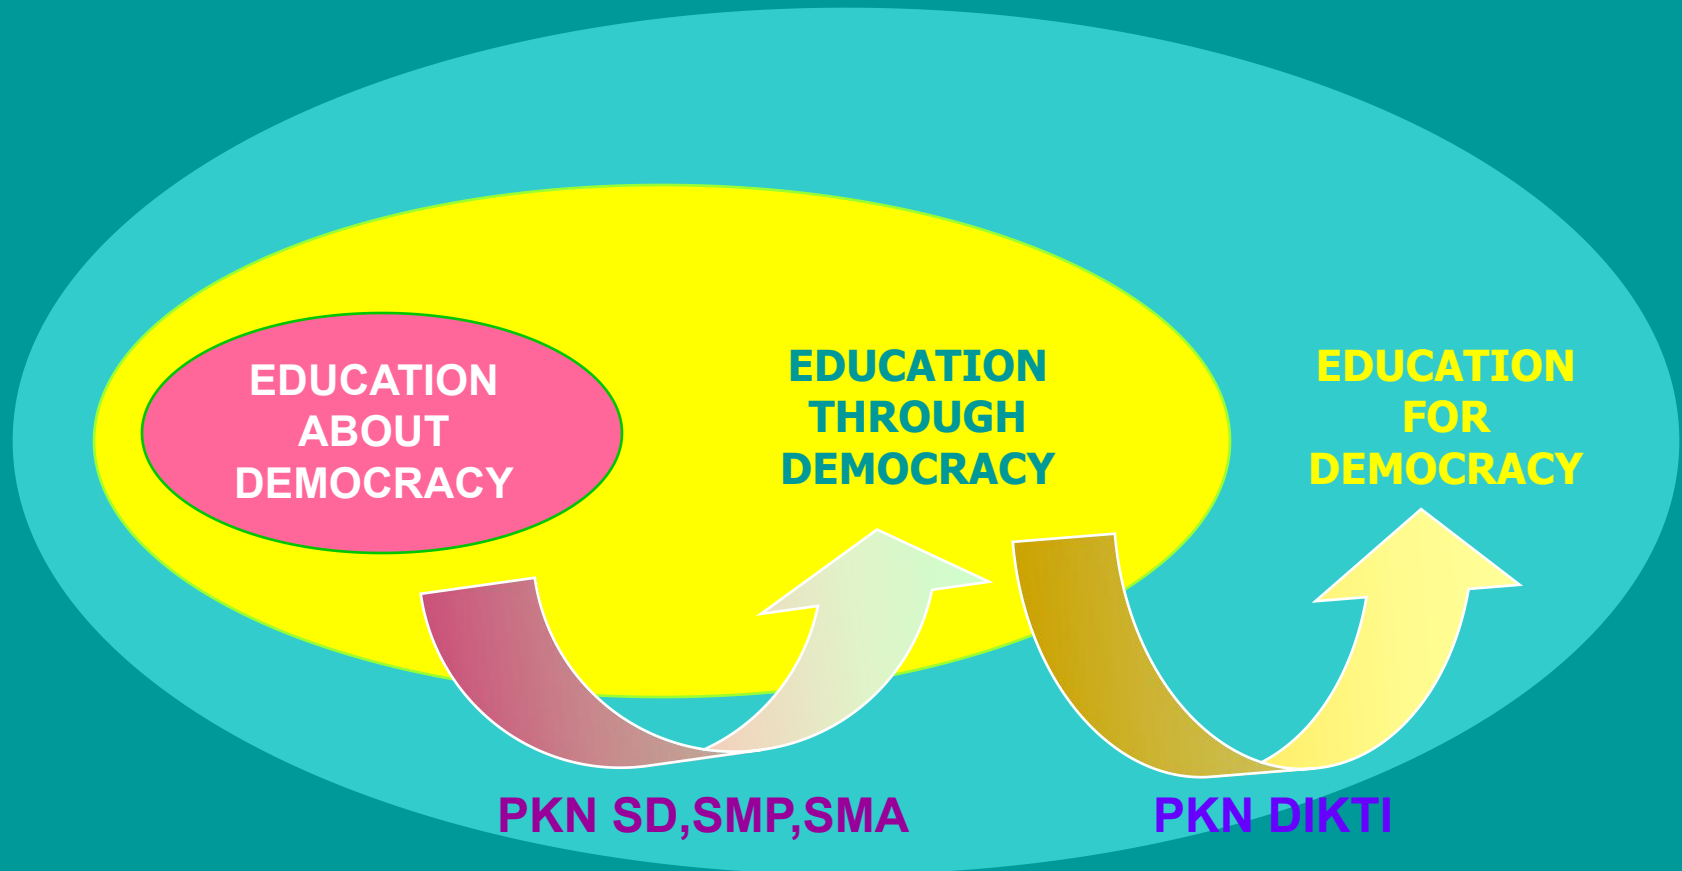 EDUCATION
ABOUT
DEMOCRACY
EDUCATION
THROUGH
DEMOCRACY
EDUCATION
FOR
DEMOCRACY
PKN SD,SMP,SMA
PKN DIKTI